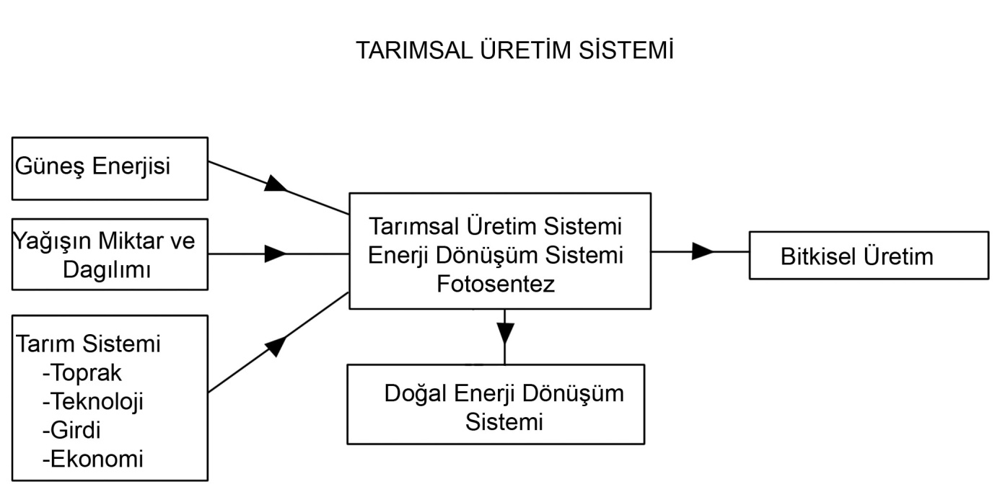 TARIMSAL ÜRETİM SİSTEMİ
Güneş Enerjisi
Yağışın Miktar ve
Dagılımı
Tarım Sistemi
-Toprak
-Teknoloji
-Girdi
-Ekonomi
Tarımsal Üretim Sistemi
Enerji Dönüşüm Sistemi
Fotosentez
Doğal Enerji Dönüşüm
Sistemi
Bitkisel Üretim